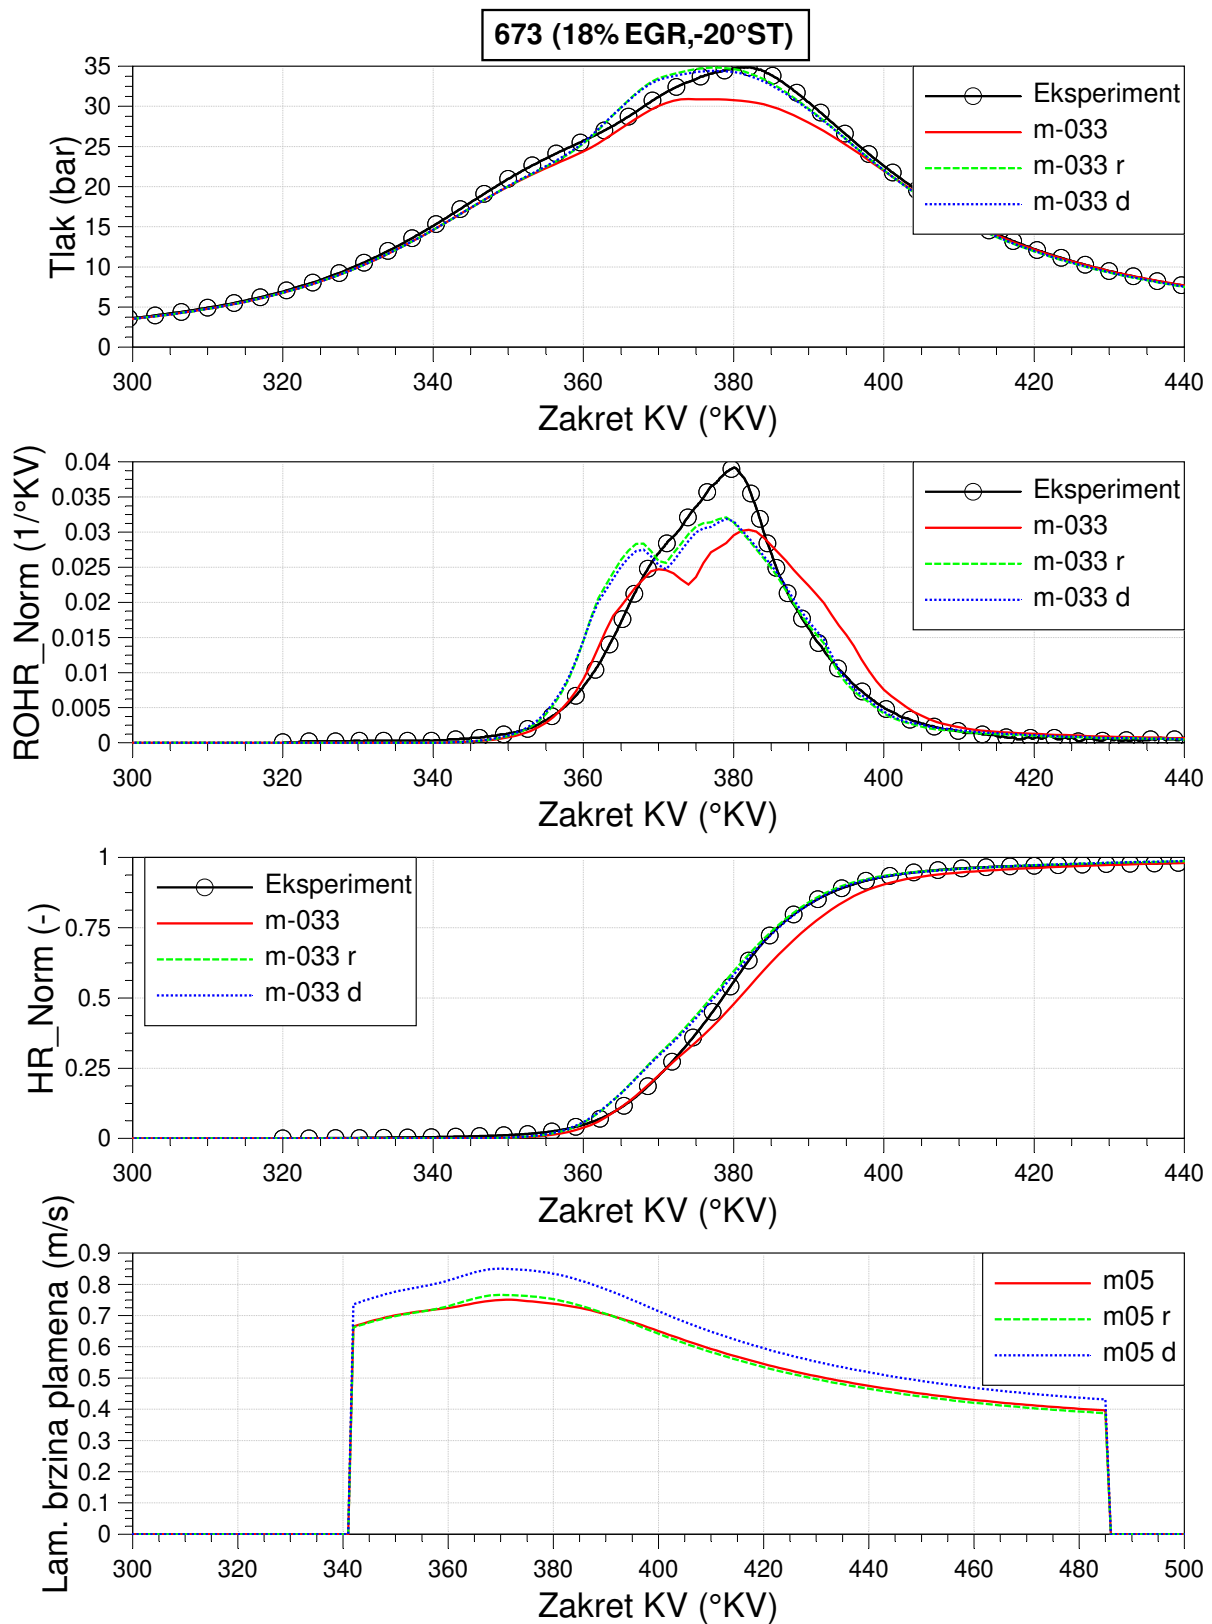 673 (18% EGR,-20°ST)
Tlak (bar)
35
30
25
20
15
10
5
0
Eksperiment
m-033
m-033 r
m-033 d
300 320 340 360 380 400 420 440
Zakret KV (°KV)
ROHR_Norm (1/°KV)
0.04
0.035
0.03
0.025
0.02
0.015
0.01
0.005
0
Eksperiment
m-033
m-033 r
m-033 d
300 320 340 360 380 400 420 440
Zakret KV (°KV)
HR_Norm (-)
1
0.75
0.5
0.25
0
Eksperiment
m-033
m-033 r
m-033 d
300 320 340 360 380 400 420 440
Zakret KV (°KV)
Lam. brzina plamena (m/s)
0.9
0.8
0.7
0.6
0.5
0.4
0.3
0.2
0.1
0
m05
m05 r
m05 d
300 320 340 360 380 400 420 440 460 480 500
Zakret KV (°KV)